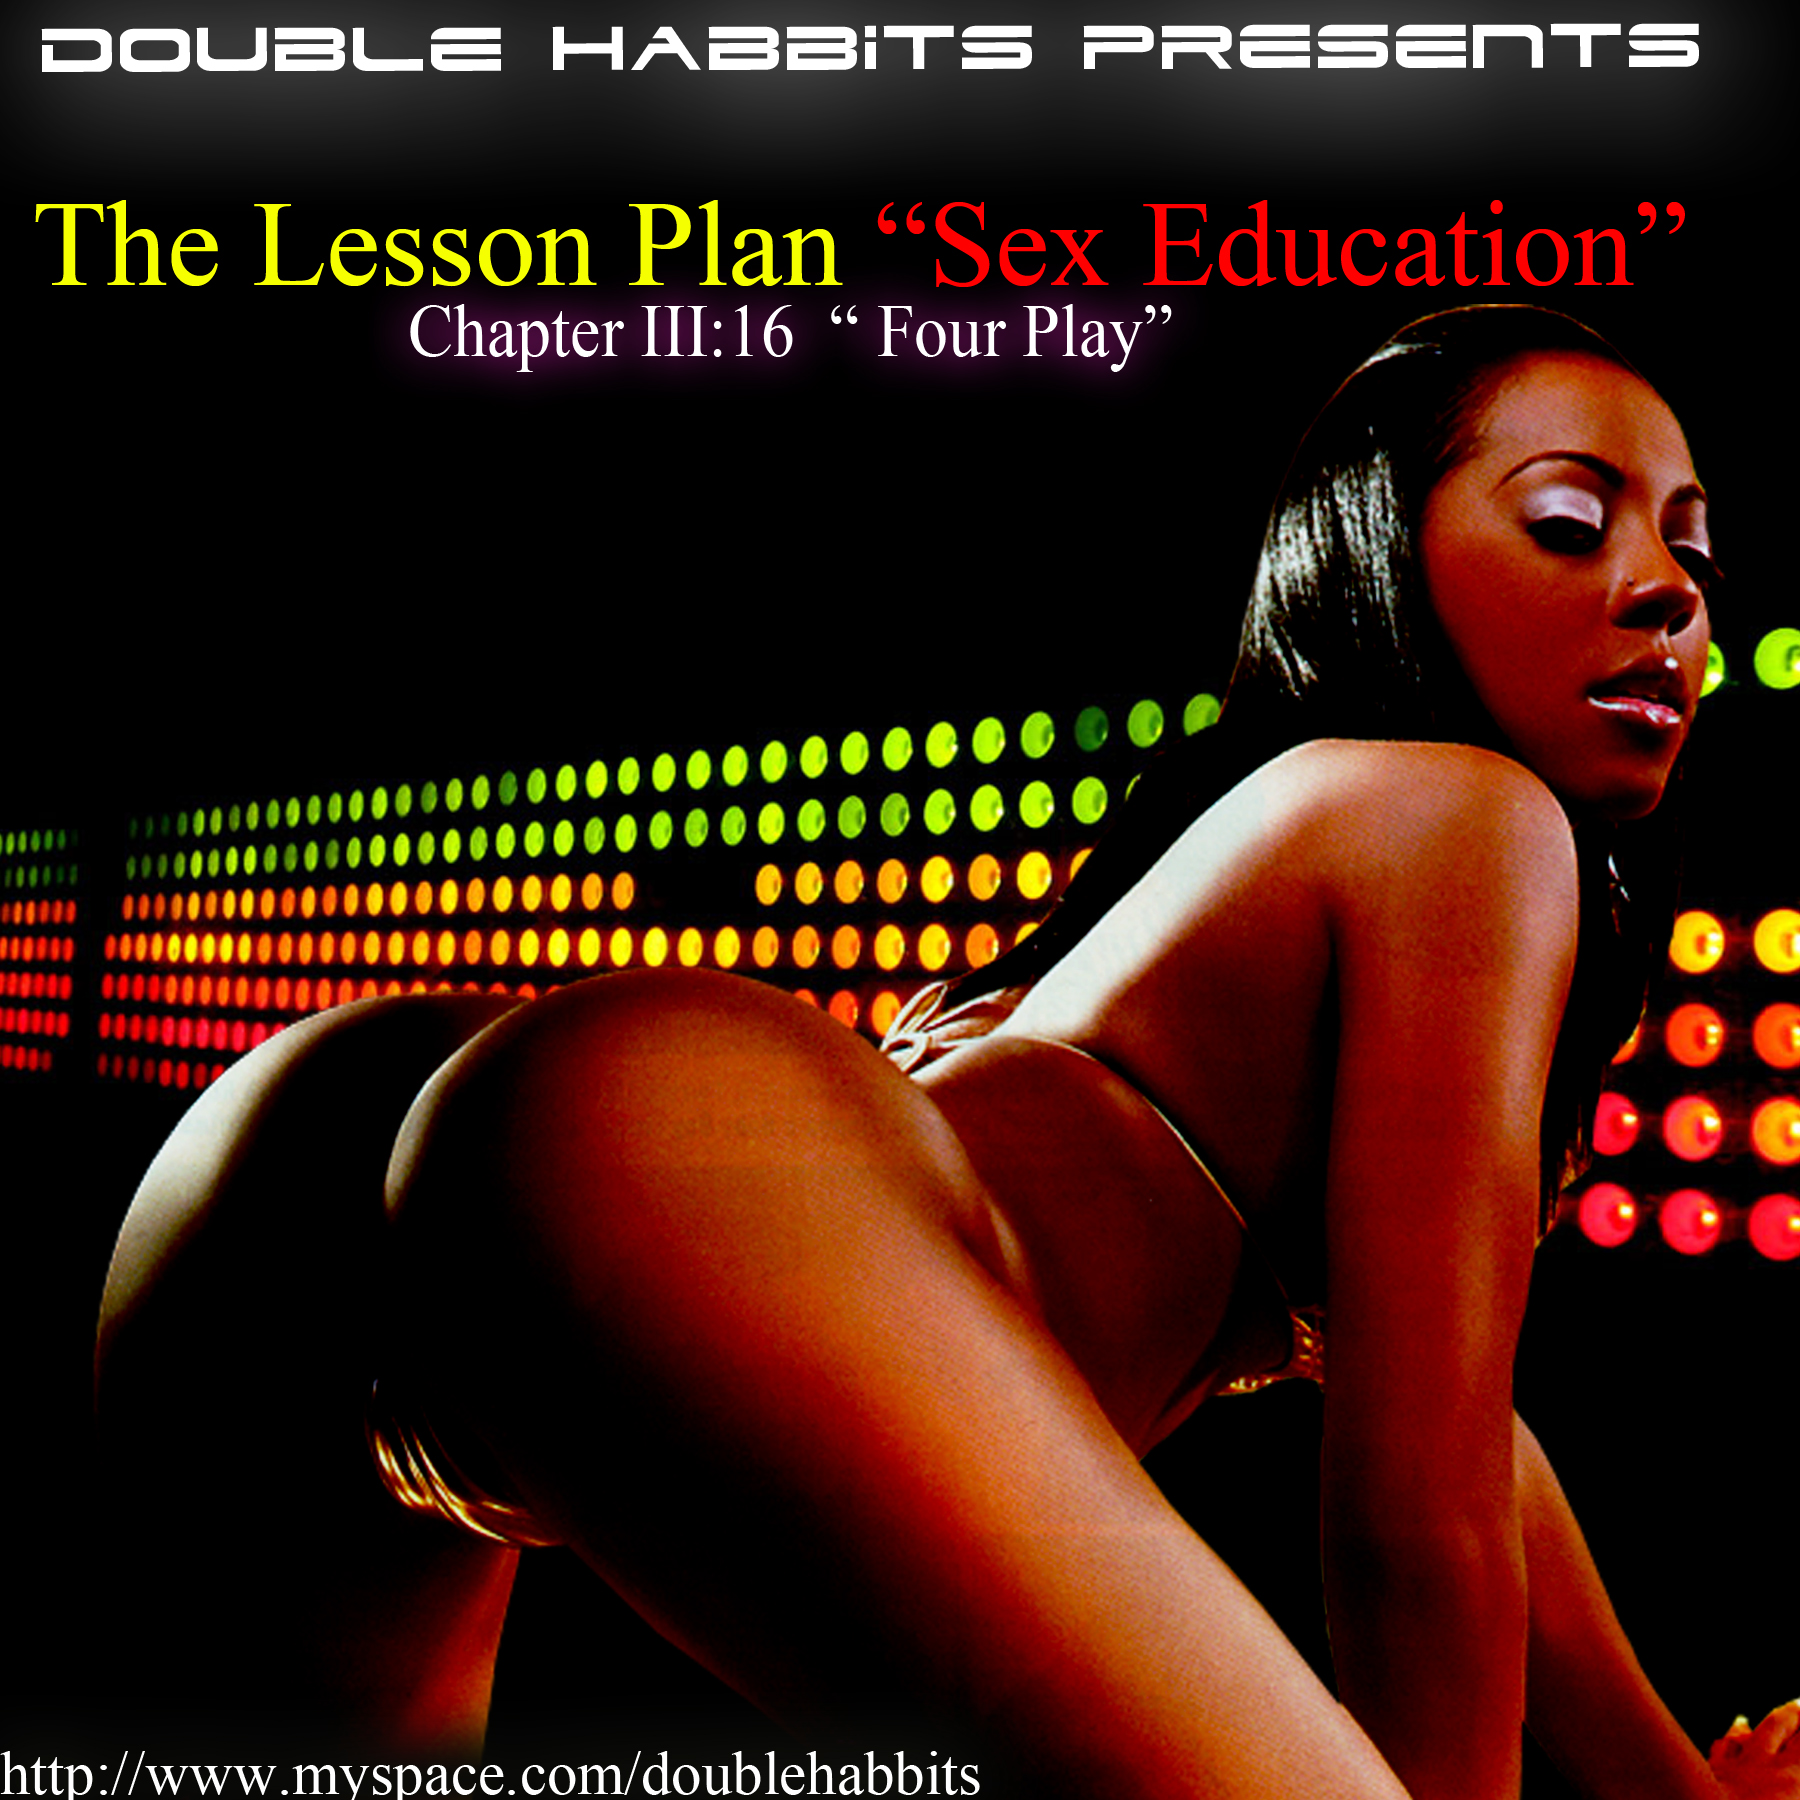 DOUBLE HABBiTS PRESENTS
The Lesson Plan “Sex Education”
Chapter III:16 “ Four Play”
http://www.myspace.com/doublehabbits